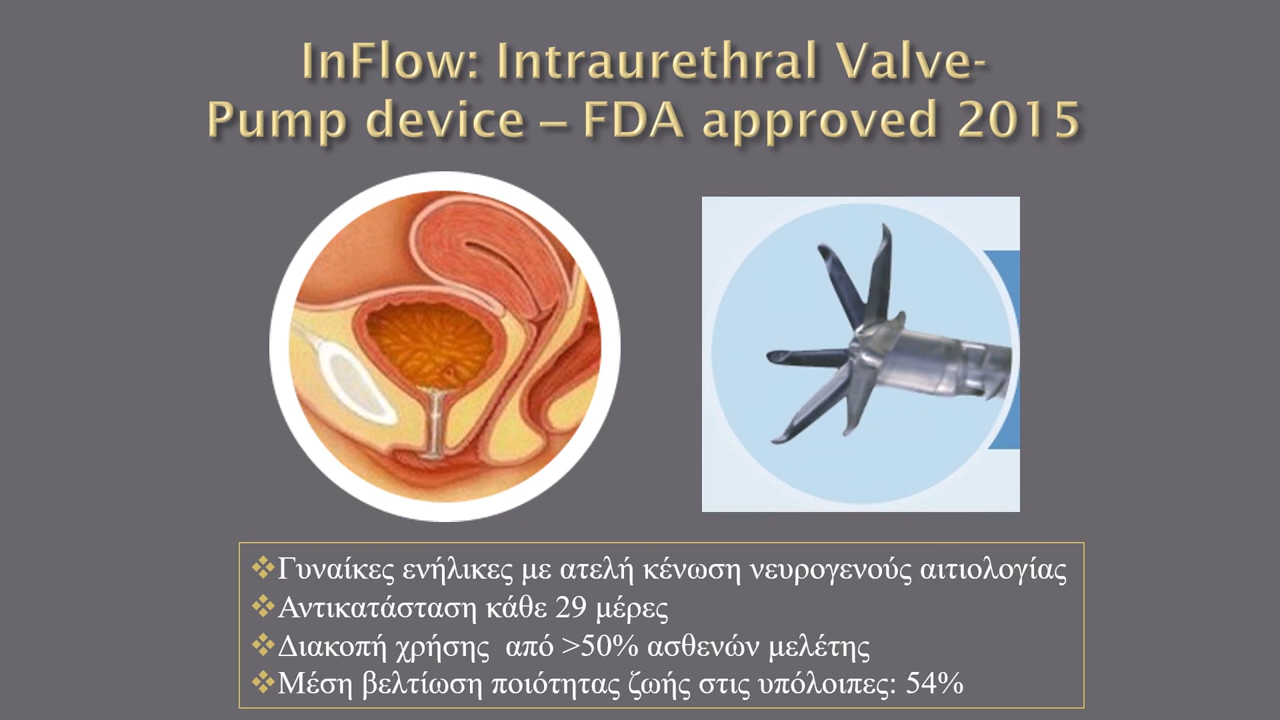 InFlow: Intraurethral Valve-
Pump device – FDA approved 2015
❖Γυναίκες ενήλικες με ατελή κένωση νευρογενούς αιτιολογίας
❖Αντικατάσταση κάθε 29 μέρες
❖Διακοπή χρήσης από >50% ασθενών μελέτης
❖Μέση βελτίωση ποιότητας ζωής στις υπόλοιπες: 54%